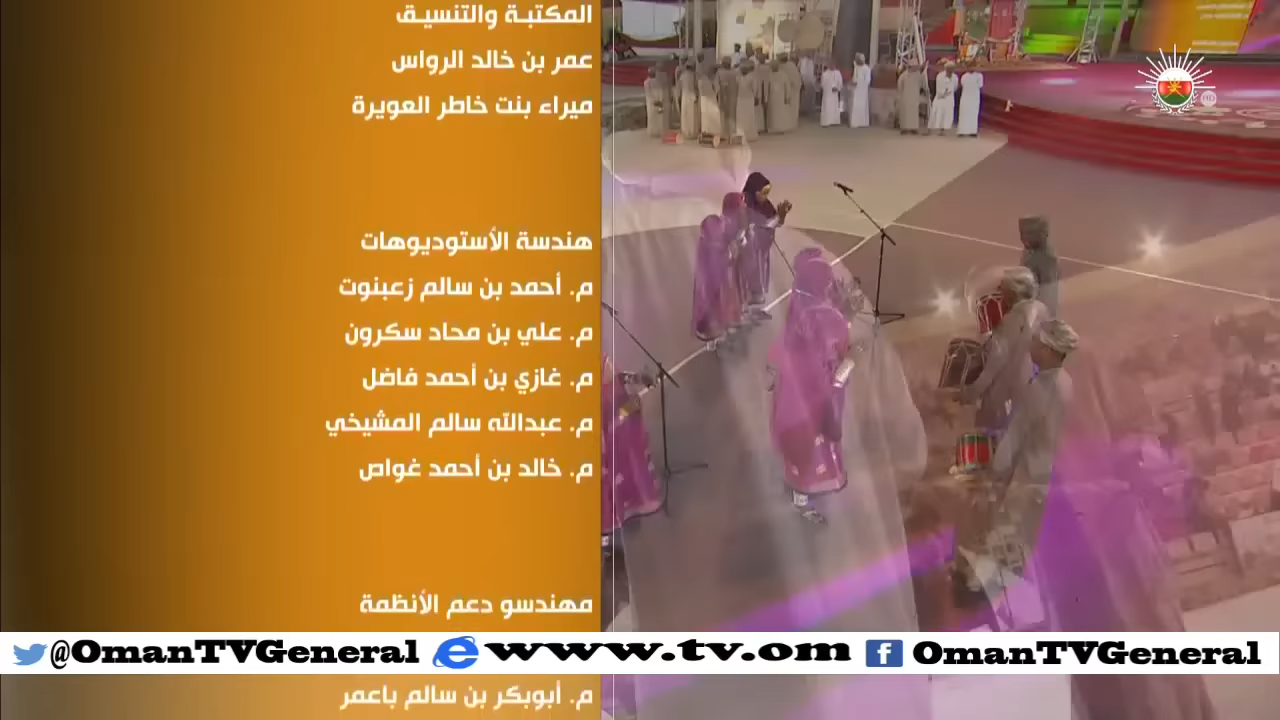 المكتبة والتنسيق
عمر بن خالد الرواس
ميراء بنت خاطر العويرة
هندسة الأستوديوهات
م. أحمد بن سالم زعبنوت
م. علي بن محاد سكرون
م. غازي بن أحمد فاضل
م. عبدالله سالم المشيخي
م. خالد بن أحمد غواص
مهندسو دعم الأنظمة
@OmanTVGeneral www.tv.om OmanTVGeneral
م. أبوبكر بن سالم باعمر